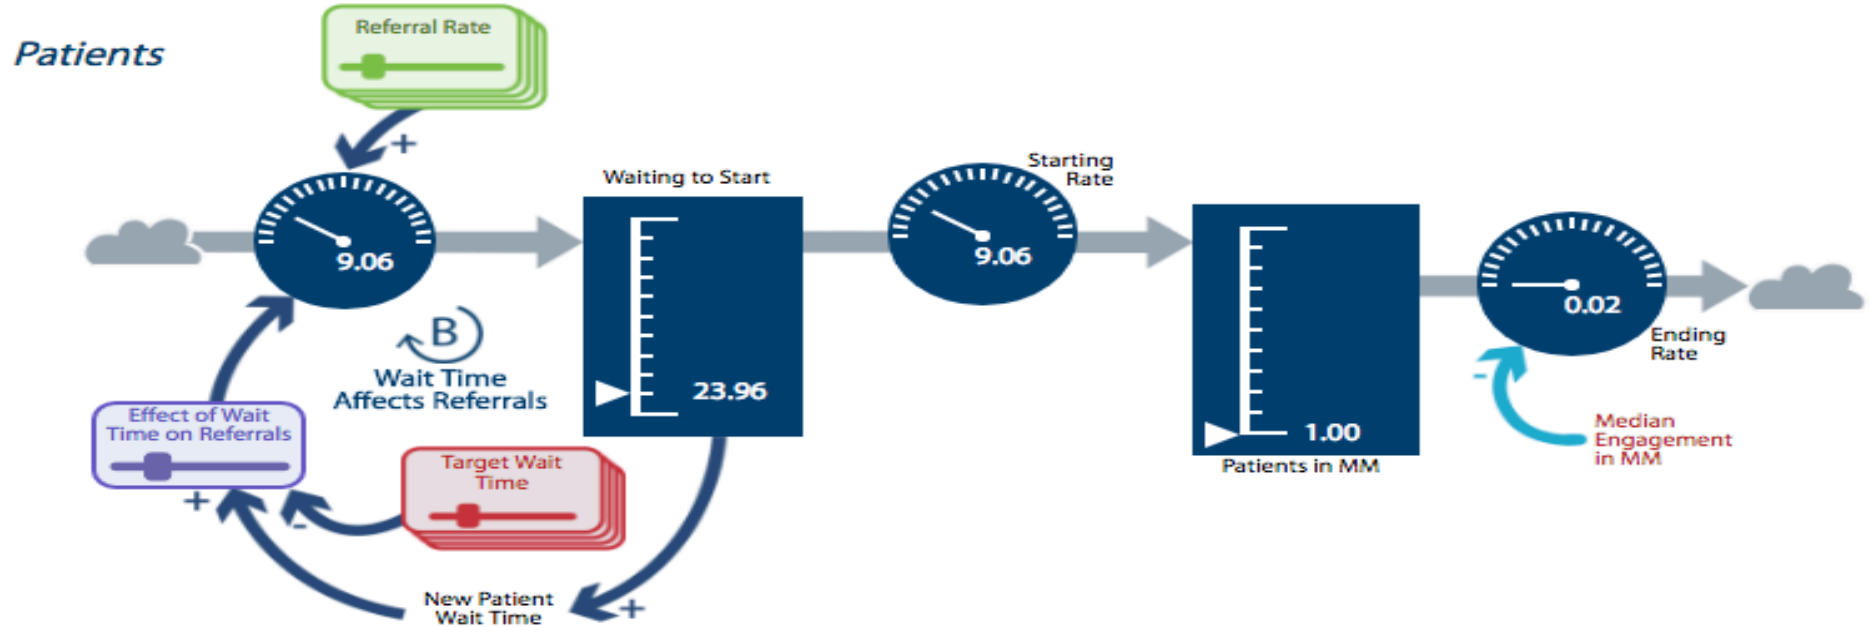 Patients
Referral Rate
+
9.06
Waiting to Start
23.96
Starting
Rate
9.06
1.00
Patients in MM
0.02
Ending
Rate
-
Median
Engagement
in MM
B
Wait Time
Affects Referrals
Effect of Wait
Time on Referrals
+
-
Target Wait
Time
New Patient
Wait Time
+